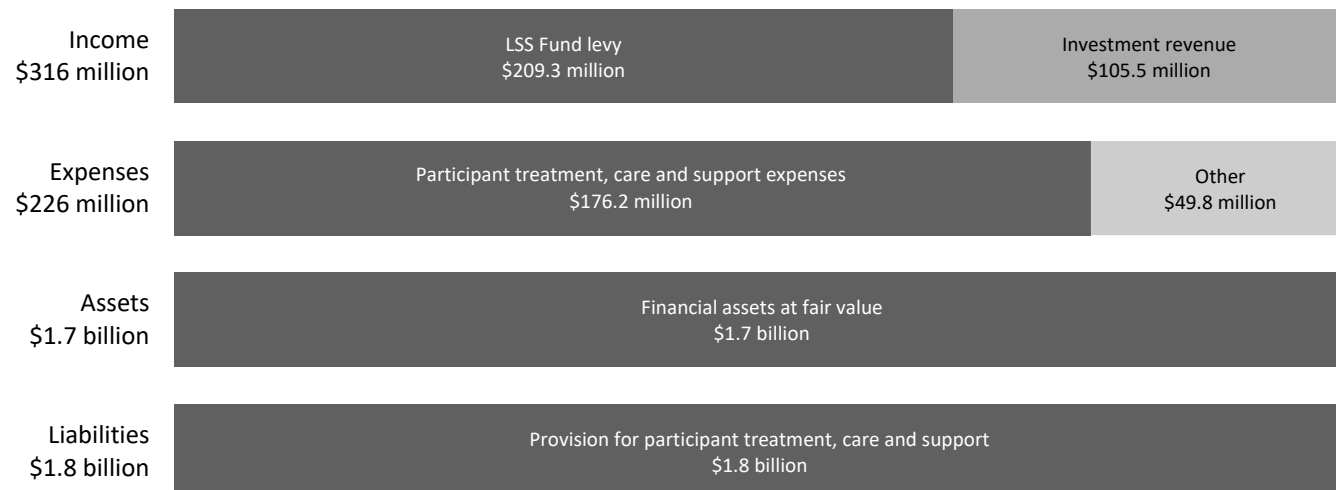 Income
$316 million
LSS Fund levy
$209.3 million
Investment revenue
$105.5 million
Expenses
$226 million
Participant treatment, care and support expenses
$176.2 million
Other
$49.8 million
Assets
$1.7 billion
Financial assets at fair value
$1.7 billion
Liabilities
$1.8 billion
Provision for participant treatment, care and support
$1.8 billion